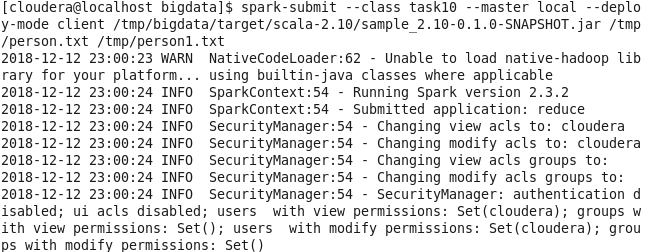 [cloudera@localhost bigdata]$ spark-submit --class task10 --master local --deplo
y-mode client /tmp/bigdata/target/scala-2.10/sample_2.10-0.1.0-SNAPSHOT.jar /tmp
/person.txt /tmp/person1.txt
2018-12-12 23:00:23 WARN  NativeCodeLoader:62 - Unable to load native-hadoop lib
rary for your platform... using builtin-java classes where applicable
2018-12-12 23:00:24 INFO  SparkContext:54 - Running Spark version 2.3.2
2018-12-12 23:00:24 INFO  SparkContext:54 - Submitted application: reduce
2018-12-12 23:00:24 INFO  SecurityManager:54 - Changing view acls to: cloudera
2018-12-12 23:00:24 INFO  SecurityManager:54 - Changing modify acls to: cloudera
2018-12-12 23:00:24 INFO  SecurityManager:54 - Changing view acls groups to:
2018-12-12 23:00:24 INFO  SecurityManager:54 - Changing modify acls groups to:
2018-12-12 23:00:24 INFO  SecurityManager:54 - SecurityManager: authentication d
isabled; ui acls disabled; users  with view permissions: Set(cloudera); groups w
ith view permissions: Set(); users  with modify permissions: Set(cloudera); grou
ps with modify permissions: Set()